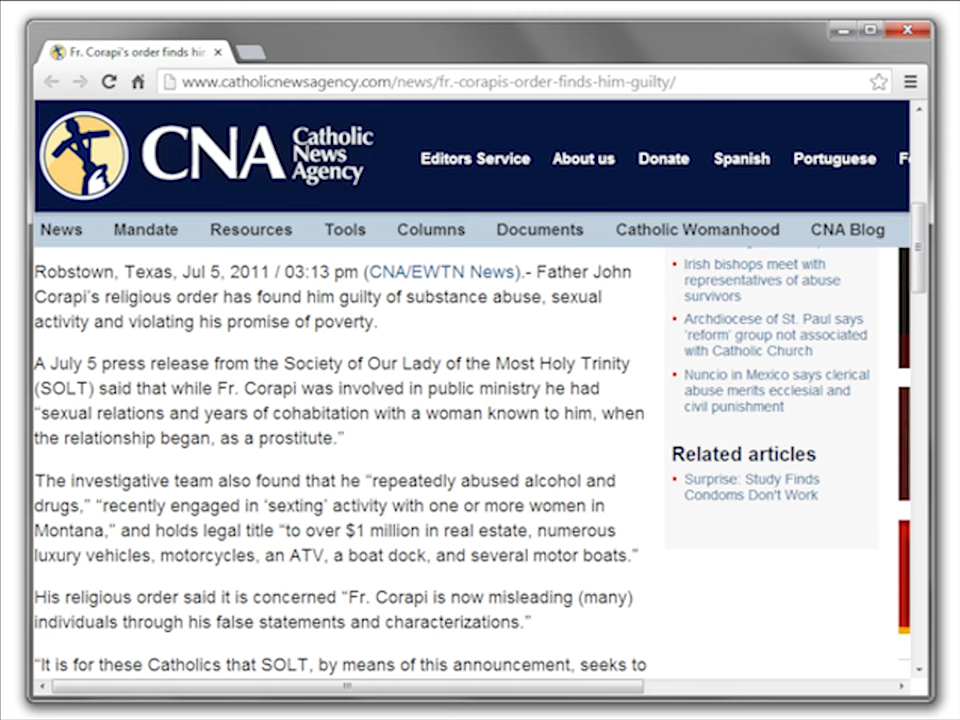 Fr. Corapi's order finds hir
www.catholicnewsagency.com/news/fr.-corapis-order-finds-him-guilty/
CNA Catholic
News
Agency
Editors Service About us Donate Spanish Portuguese
News Mandate Resources Tools Columns Documents Catholic Womanhood CNA Blog
Robstown, Texas, Jul 5, 2011 / 03:13 pm (CNA/EWTN News).- Father John
Corapi's religious order has found him guilty of substance abuse, sexual
activity and violating his promise of poverty.
A July 5 press release from the Society of Our Lady of the Most Holy Trinity
(SOLT) said that while Fr. Corapi was involved in public ministry he had
“sexual relations and years of cohabitation with a woman known to him, when
the relationship began, as a prostitute.”
The investigative team also found that he “repeatedly abused alcohol and
drugs,” “recently engaged in ‘sexting’ activity with one or more women in
Montana,” and holds legal title “to over $1 million in real estate, numerous
luxury vehicles, motorcycles, an ATV, a boat dock, and several motor boats.”
His religious order said it is concerned “Fr. Corapi is now misleading (many)
individuals through his false statements and characterizations.”
“It is for these Catholics that SOLT, by means of this announcement, seeks to
Irish bishops meet with
representatives of abuse
survivors
Archdiocese of St. Paul says
'reform' group not associated
with Catholic Church
Nuncio in Mexico says clerical
abuse merits ecclesial and
civil punishment
Related articles
Surprise: Study Finds
Condoms Don't Work